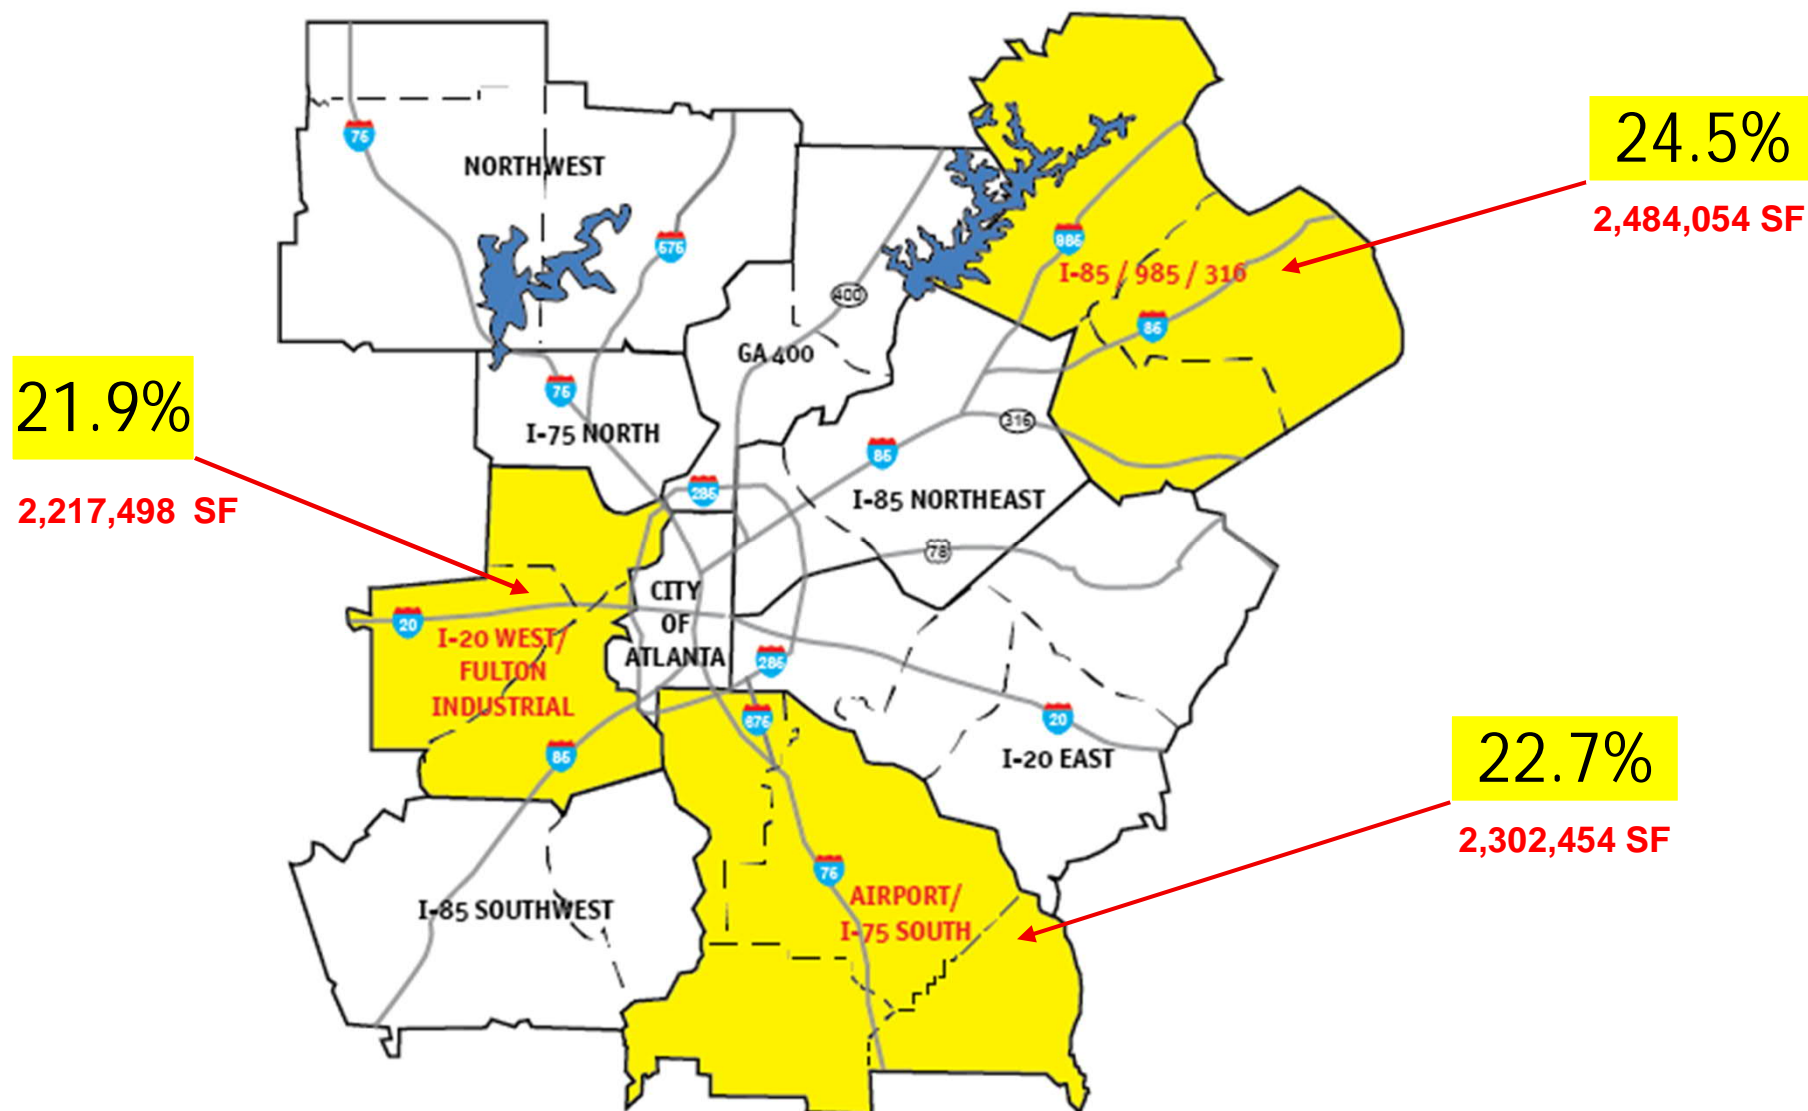 24.5%
2,484,054 SF
75
NORTHWEST
575
985
I-85 / 985 / 316
400
85
GA 400
21.9%
75
316
I-75 NORTH
85
285
I-85 NORTHEAST
2,217,498 SF
78
CITY
OF
ATLANTA
20
I-20 WEST/
FULTON
INDUSTRIAL
285
675
20
85
I-20 EAST
22.7%
2,302,454 SF
75
AIRPORT/
I-75 SOUTH
I-85 SOUTHWEST